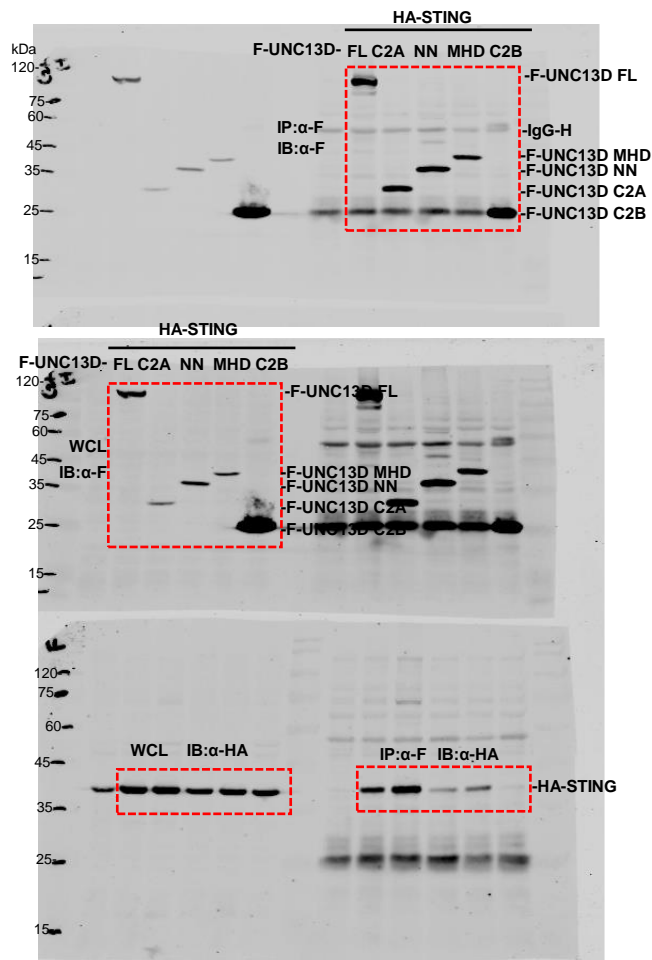 HA-STING
kDa
F-UNC13D- FL C2A NN MHD C2B
120-
-F-UNC13D FL
75-
60-
IP:α-F
-IgG-H
IB:α-F
45-
-F-UNC13D MHD
35-
-F-UNC13D NN
-F-UNC13D C2A
25-
-F-UNC13D C2B
15-
HA-STING
F-UNC13D- FL C2A NN MHD C2B
120-
-F-UNC13D FL
75-
60-
WCL
45-
IB:α-F
-F-UNC13D MHD
35-
-F-UNC13D NN
-F-UNC13D C2A
25-
-F-UNC13D C2B
15-
120-
75-
60-
WCL IB:α-HA
IP:α-F IB:α-HA
45-
-HA-STING
35-
25-
15-